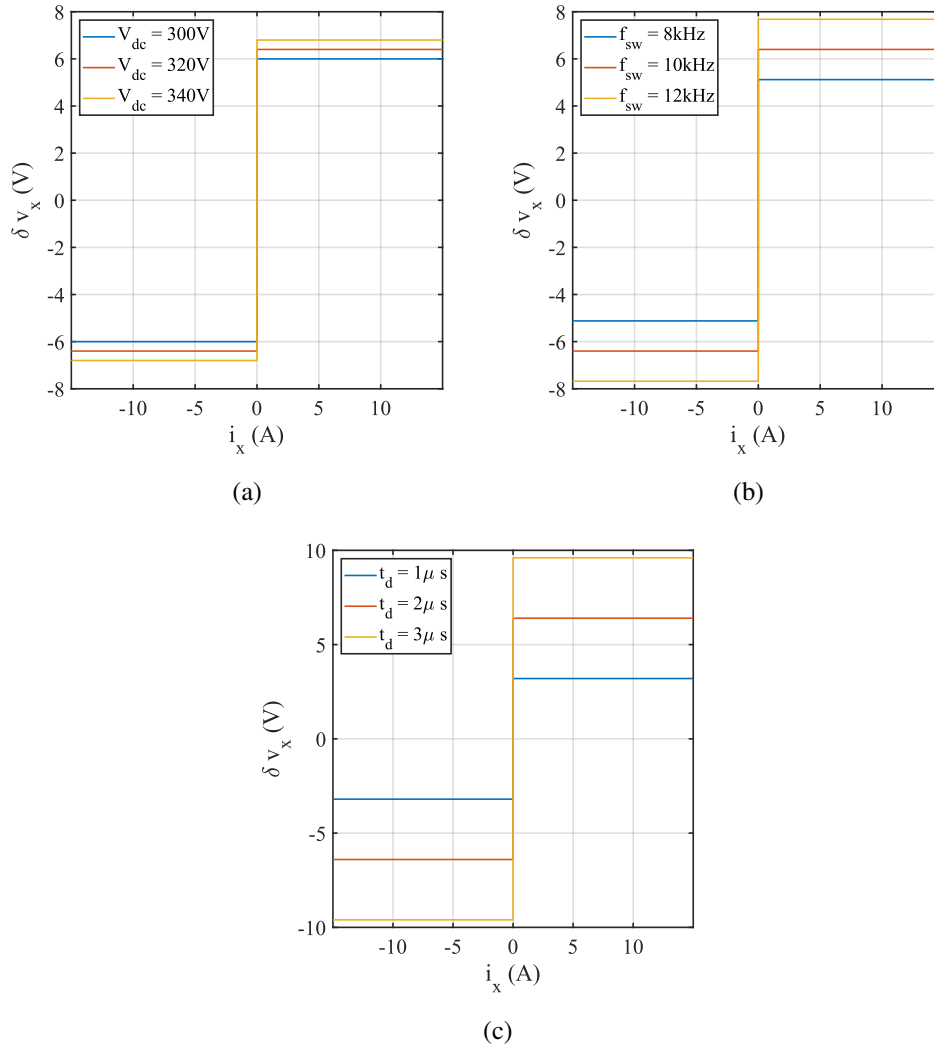 V_dc = 300V
V_dc = 320V
V_dc = 340V
8
6
4
2
0
-2
-4
-6
-8
δ v_x (V)
-10 -5 0 5 10
i_x (A)
(a)
f_sw = 8kHz
f_sw = 10kHz
f_sw = 12kHz
8
6
4
2
0
-2
-4
-6
-8
δ v_x (V)
-10 -5 0 5 10
i_x (A)
(b)
t_d = 1μ s
t_d = 2μ s
t_d = 3μ s
10
5
0
-5
-10
δ v_x (V)
-10 -5 0 5 10
i_x (A)
(c)